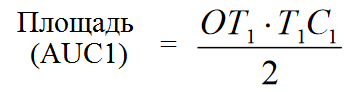 Площадь
(AUC1) = OT₁ · T₁C₁
2